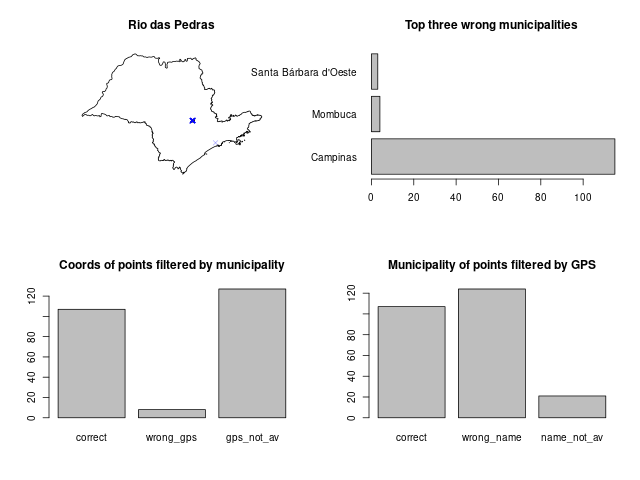 Rio das Pedras
Top three wrong municipalities
Santa Bárbara d'Oeste
Mombuca
Campinas
0 20 40 60 80 100
Coords of points filtered by municipality
0 20 40 60 80 120
correct wrong_gps gps_not_av
Municipality of points filtered by GPS
0 20 40 60 80 120
correct wrong_name name_not_av